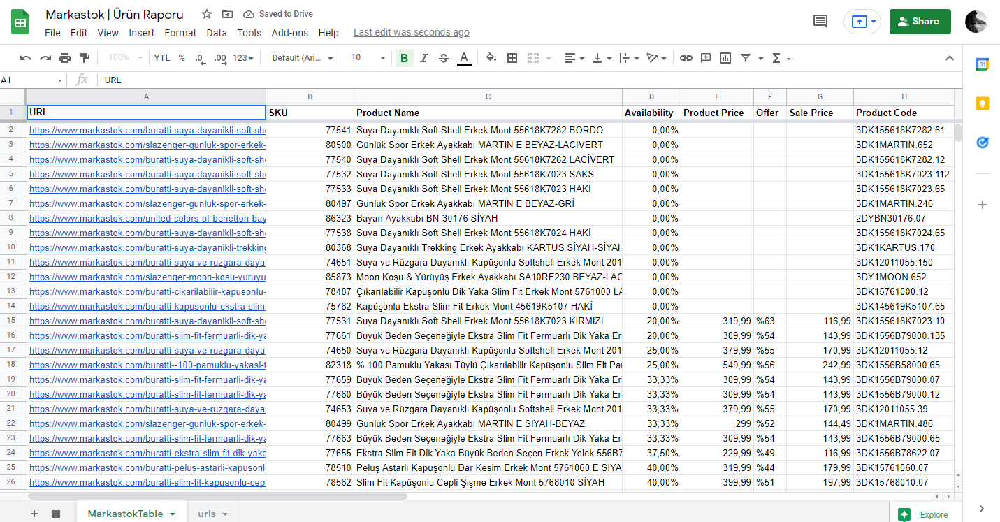 Markastok | Ürün Raporu Saved to Drive
File Edit View Insert Format Data Tools Add-ons Help Last edit was seconds ago
Share
100% YTL % .0 .00 123 Default (Ari... 10 B I S A
31
A1 fx URL
A B C D E F G H
1 URL SKU Product Name Availability Product Price Offer Sale Price Product Code
2 https://www.markastok.com/buratti-suya-dayanikli-soft-she 77541 Suya Dayanıklı Soft Shell Erkek Mont 55618K7282 BORDO 0,00% 3DK155618K7282.61
3 https://www.markastok.com/slazenger-gunluk-spor-erkek- 80500 Günlük Spor Erkek Ayakkabı MARTIN E BEYAZ-LACİVERT 0,00% 3DK1MARTIN.652
4 https://www.markastok.com/buratti-suya-dayanikli-soft-she 77540 Suya Dayanıklı Soft Shell Erkek Mont 55618K7282 LACİVERT 0,00% 3DK155618K7282.12
5 https://www.markastok.com/buratti-suya-dayanikli-soft-she 77532 Suya Dayanıklı Soft Shell Erkek Mont 55618K7023 SAKS 0,00% 3DK155618K7023.112
6 https://www.markastok.com/buratti-suya-dayanikli-soft-she 77533 Suya Dayanıklı Soft Shell Erkek Mont 55618K7023 HAKİ 0,00% 3DK155618K7023.65
7 https://www.markastok.com/slazenger-gunluk-spor-erkek- 80497 Günlük Spor Erkek Ayakkabı MARTIN E BEYAZ-GRİ 0,00% 3DK1MARTIN.246
8 https://www.markastok.com/united-colors-of-benetton-bay 86323 Bayan Ayakkabı BN-30176 SİYAH 0,00% 2DYBN30176.07
9 https://www.markastok.com/buratti-suya-dayanikli-soft-she 77538 Suya Dayanıklı Soft Shell Erkek Mont 55618K7024 HAKİ 0,00% 3DK155618K7024.65
10 https://www.markastok.com/buratti-suya-dayanikli-trekking 80368 Suya Dayanıklı Trekking Erkek Ayakkabı KARTUS SİYAH-SİYAH 0,00% 3DK1KARTUS.170
11 https://www.markastok.com/buratti-suya-ve-ruzgara-daya 74651 Suya ve Rüzgara Dayanıklı Kapüşonlu Softshell Erkek Mont 201 0,00% 3DK12011055.150
12 https://www.markastok.com/slazenger-moon-kosu-yuruyu 85873 Moon Koşu & Yürüyüş Erkek Ayakkabı SA10RE230 BEYAZ-LAC 0,00% 3DY1MOON.652
13 https://www.markastok.com/buratti-cikarilabilir-kapusonlu- 78487 Çıkarılabilir Kapüşonlu Dik Yaka Slim Fit Erkek Mont 5761000 LA 0,00% 3DK15761000.12
14 https://www.markastok.com/buratti-kapusonlu-ekstra-slim- 75782 Kapüşonlu Ekstra Slim Fit Erkek Mont 45619K5107 HAKİ 0,00% 3DK145619K5107.65
15 https://www.markastok.com/buratti-suya-dayanikli-soft-she 77531 Suya Dayanıklı Soft Shell Erkek Mont 55618K7023 KIRMIZI 20,00% 319,99 %63 116,99 3DK155618K7023.10
16 https://www.markastok.com/buratti-slim-fit-fermuarli-dik-ya 77661 Büyük Beden Seçeneğiyle Ekstra Slim Fit Fermuarlı Dik Yaka Er 20,00% 309,99 %54 143,99 3DK1556B79000.135
17 https://www.markastok.com/buratti-suya-ve-ruzgara-daya 74650 Suya ve Rüzgara Dayanıklı Kapüşonlu Softshell Erkek Mont 201 25,00% 379,99 %55 170,99 3DK12011055.12
18 https://www.markastok.com/buratti--100-pamuklu-yakasi-t 82318 % 100 Pamuklu Yakası Tüylü Çıkarılabilir Kapüşonlu Slim Fit Par 25,00% 549,99 %56 242,99 3DK1556B58000.65
19 https://www.markastok.com/buratti-slim-fit-fermuarli-dik-ya 77659 Büyük Beden Seçeneğiyle Ekstra Slim Fit Fermuarlı Dik Yaka Er 33,33% 309,99 %54 143,99 3DK1556B79000.07
20 https://www.markastok.com/buratti-slim-fit-fermuarli-dik-ya 77660 Büyük Beden Seçeneğiyle Ekstra Slim Fit Fermuarlı Dik Yaka Er 33,33% 309,99 %54 143,99 3DK1556B79000.12
21 https://www.markastok.com/buratti-suya-ve-ruzgara-daya 74653 Suya ve Rüzgara Dayanıklı Kapüşonlu Softshell Erkek Mont 201 33,33% 379,99 %55 170,99 3DK12011055.39
22 https://www.markastok.com/slazenger-gunluk-spor-erkek- 80499 Günlük Spor Erkek Ayakkabı MARTIN E SİYAH-BEYAZ 33,33% 299 %52 144,49 3DK1MARTIN.486
23 https://www.markastok.com/buratti-slim-fit-fermuarli-dik-ya 77663 Büyük Beden Seçeneğiyle Ekstra Slim Fit Fermuarlı Dik Yaka Er 33,33% 309,99 %54 143,99 3DK1556B79000.65
24 https://www.markastok.com/buratti-ekstra-slim-fit-dik-yaka 77655 Ekstra Slim Fit Dik Yaka Büyük Beden Seçen Erkek Yelek 556B7 37,50% 229,99 %49 116,99 3DK1556B78622.07
25 https://www.markastok.com/buratti-pelus-astarli-kapusonl 78510 Peluş Astarlı Kapüşonlu Dar Kesim Erkek Mont 5761060 E SİYA 40,00% 319,99 %44 179,99 3DK15761060.07
26 https://www.markastok.com/buratti-slim-fit-kapusonlu-cep 78562 Slim Fit Kapüşonlu Cepli Şişme Erkek Mont 5768010 SİYAH 40,00% 399,99 %51 197,99 3DK15768010.07
MarkastokTable urls Explore